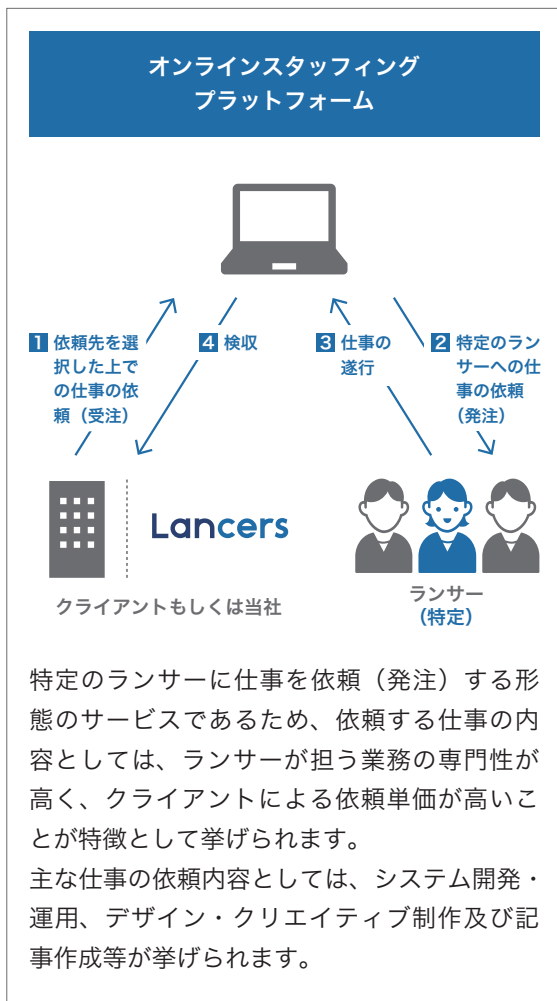 オンラインスタッフィング
プラットフォーム
1 依頼先を選
択した上で
の仕事の依
頼（受注）
4 検収
3 仕事の
遂行
2 特定のラン
サーへの仕
事の依頼
（発注）
Lancers
クライアントもしくは当社
ランサー
（特定）
特定のランサーに仕事を依頼（発注）する形
態のサービスであるため、依頼する仕事の内
容としては、ランサーが担う業務の専門性が
高く、クライアントによる依頼単価が高いこ
とが特徴として挙げられます。
主な仕事の依頼内容としては、システム開発・
運用、デザイン・クリエイティブ制作及び記
事作成等が挙げられます。